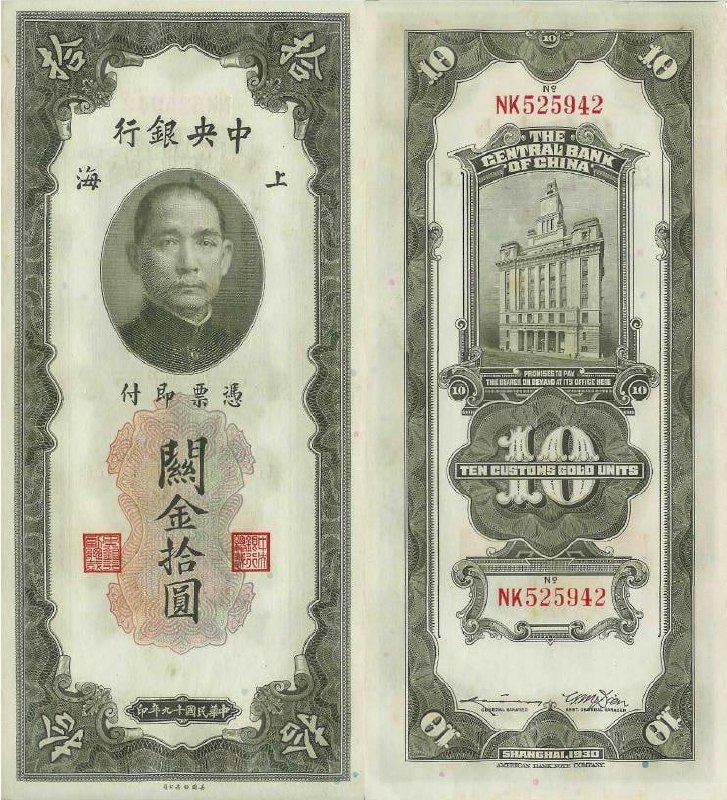 拾 拾
中央銀行
上海
憑票即付
關金拾圓
中華民國十九年印
拾 拾
10 10 10
Nº
NK525942
THE
CENTRAL BANK
OF CHINA
PROMISES TO PAY
THE BEARER ON DEMAND AT ITS OFFICE HERE
10 10
10
TEN CUSTOMS GOLD UNITS
Nº
NK525942
GENERAL MANAGER ASST. GENERAL MANAGER
10 10
SHANGHAI, 1930
AMERICAN BANK NOTE COMPANY.